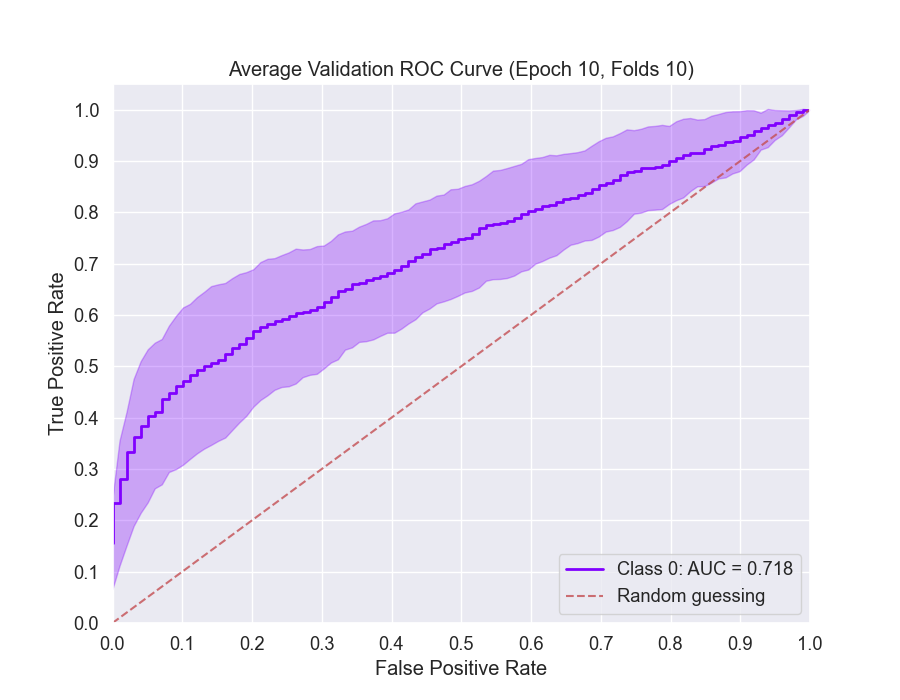 Average Validation ROC Curve (Epoch 10, Folds 10)
True Positive Rate
1.0
0.9
0.8
0.7
0.6
0.5
0.4
0.3
0.2
0.1
0.0
Class 0: AUC = 0.718
Random guessing
0.0 0.1 0.2 0.3 0.4 0.5 0.6 0.7 0.8 0.9 1.0
False Positive Rate